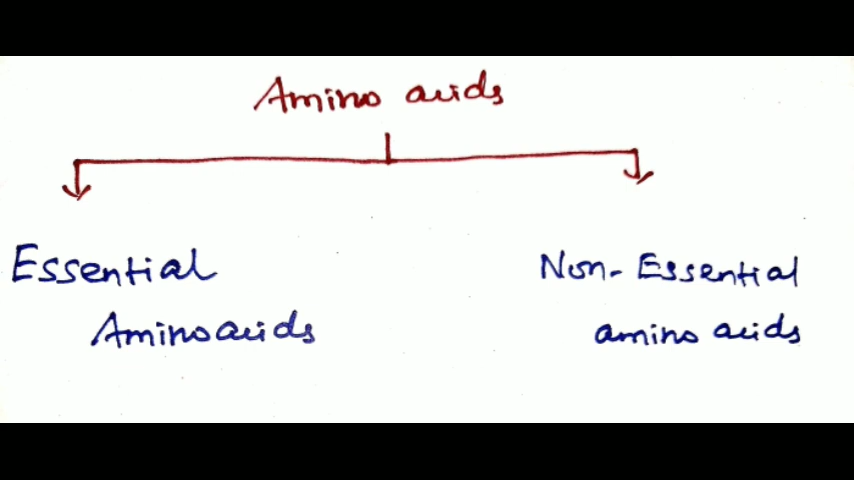 Amino acids
Essential
Aminoacids
Non-Essential
amino acids